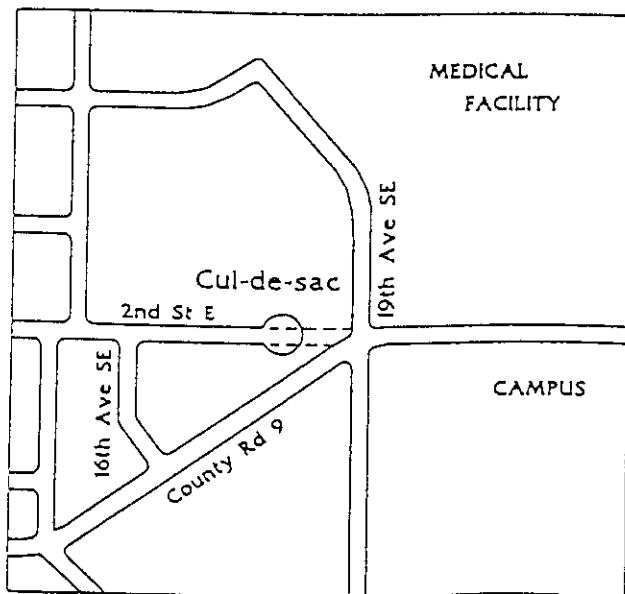 MEDICAL
FACILITY
19th Ave SE
Cul-de-sac
2nd St E
16th Ave SE
CAMPUS
County Rd 9